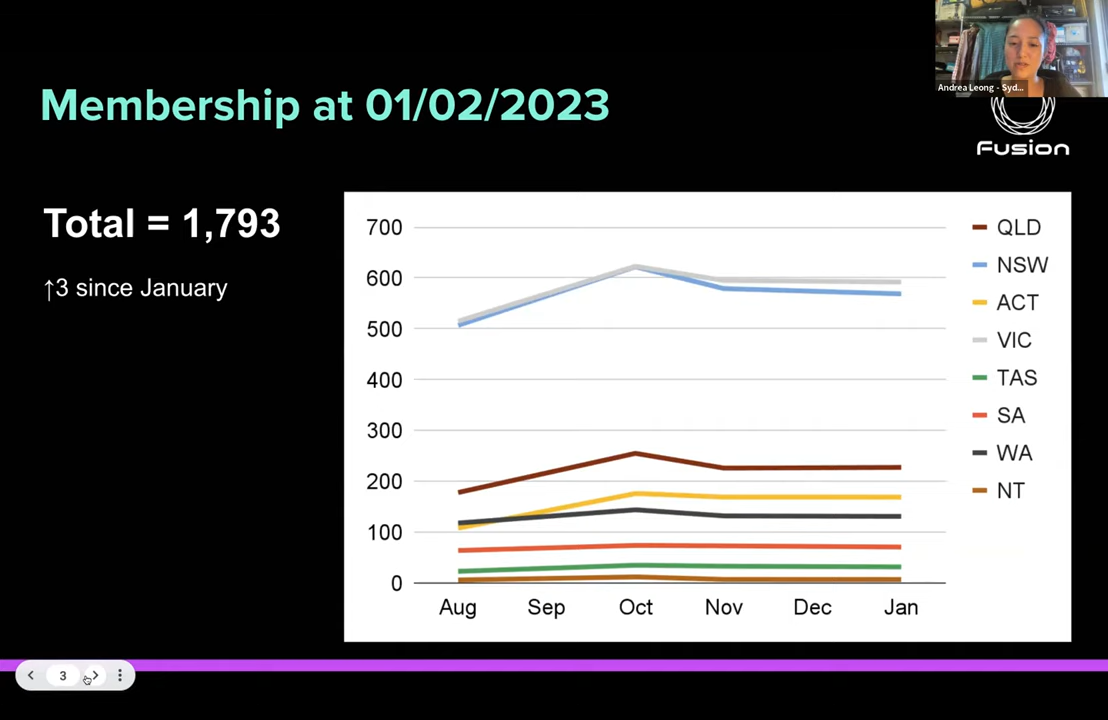 Andrea Leong - Syd...
Membership at 01/02/2023
Fusion
Total = 1,793
↑3 since January
700
600
500
400
300
200
100
0
Aug Sep Oct Nov Dec Jan
QLD
NSW
ACT
VIC
TAS
SA
WA
NT
3